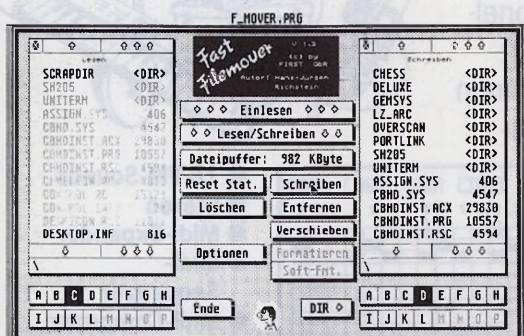 F_MOVER.PRG
Fast Filemover
V 1.3
(c) by
FIRST GbR
Autor: Hans-Jürgen
Richstein
Lesen
SCRAPDIR <DIR>
SH205 <DIR>
UNITERM <DIR>
ASSIGN.SYS 406
CBHD.SYS 4547
CBHDINST.ACX 29830
CBHDINST.PRG 10557
CBHDINST.RSC 4594
DESKTOP.INF 816
\
A B C D E F G H
I J K L M N O P
Einlesen
Lesen/Schreiben
Dateipuffer: 982 KByte
Reset Stat. Schreiben
Löschen Entfernen
Verschieben
Optionen Formatieren
Soft-Fmt.
Ende DIR
Schreiben
CHESS <DIR>
DELUXE <DIR>
GEMSYS <DIR>
LZ_ARC <DIR>
OVERSCAN <DIR>
PORTLINK <DIR>
SH205 <DIR>
UNITERM <DIR>
ASSIGN.SYS 406
CBHD.SYS 4547
CBHDINST.ACX 29830
CBHDINST.PRG 10557
CBHDINST.RSC 4594
\
A B C D E F G H
I J K L M N O P